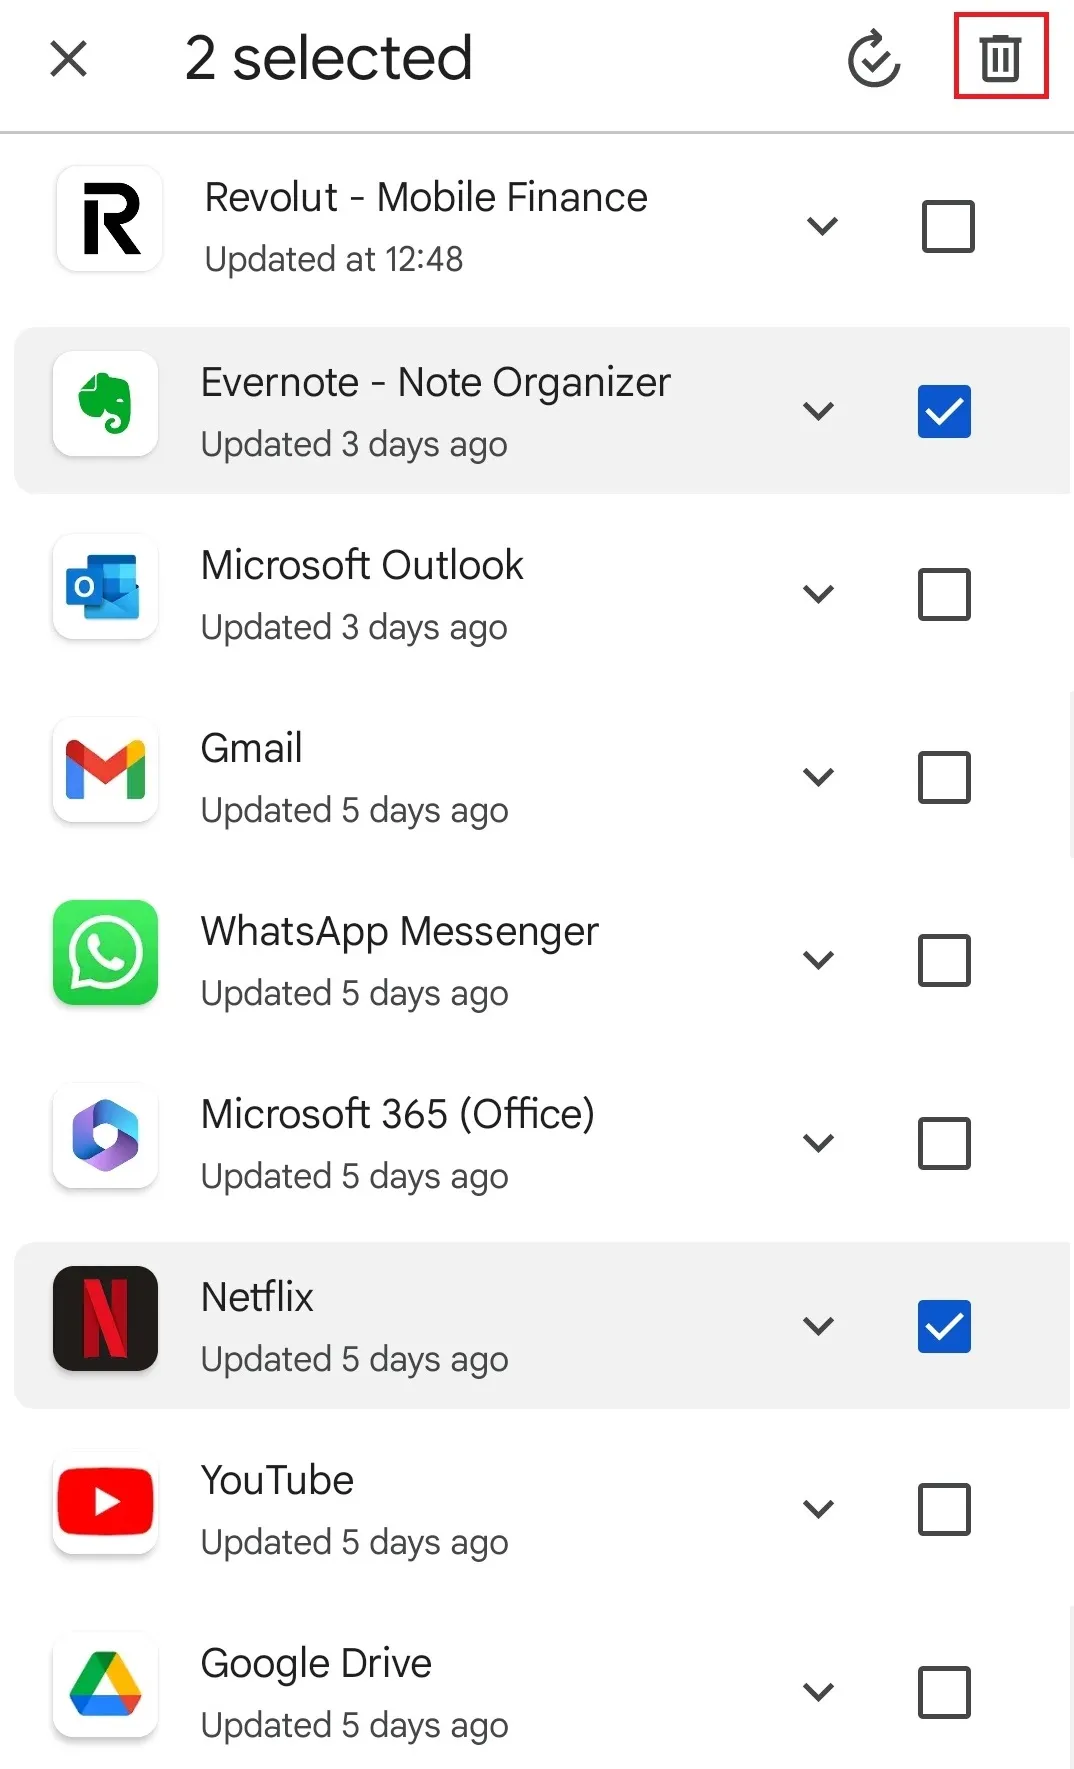 2 selected
Revolut - Mobile Finance
Updated at 12:48
Evernote - Note Organizer
Updated 3 days ago
Microsoft Outlook
Updated 3 days ago
Gmail
Updated 5 days ago
WhatsApp Messenger
Updated 5 days ago
Microsoft 365 (Office)
Updated 5 days ago
Netflix
Updated 5 days ago
YouTube
Updated 5 days ago
Google Drive
Updated 5 days ago